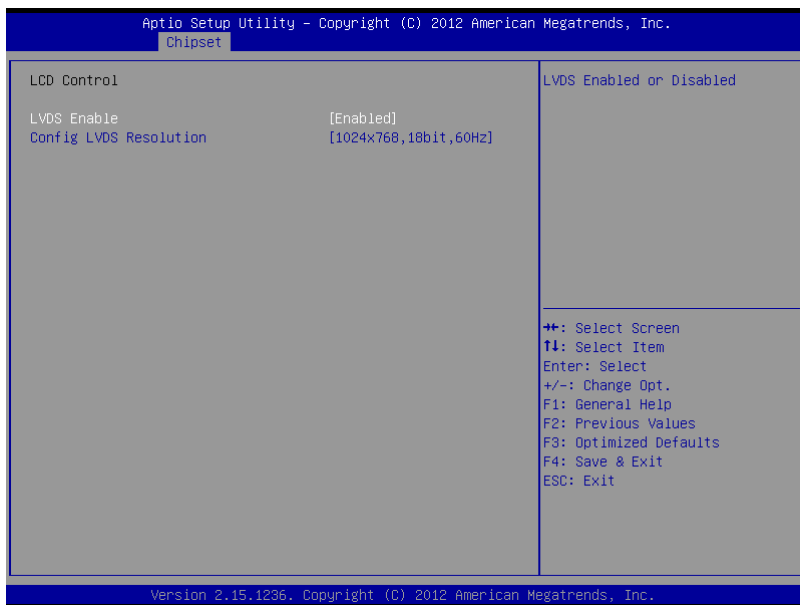 Aptio Setup Utility – Copyright (C) 2012 American Megatrends, Inc.
Chipset
LCD Control
LVDS Enable [Enabled]
Config LVDS Resolution [1024x768,18bit,60Hz]
LVDS Enabled or Disabled
→←: Select Screen
↑↓: Select Item
Enter: Select
+/-: Change Opt.
F1: General Help
F2: Previous Values
F3: Optimized Defaults
F4: Save & Exit
ESC: Exit
Version 2.15.1236. Copyright (C) 2012 American Megatrends, Inc.